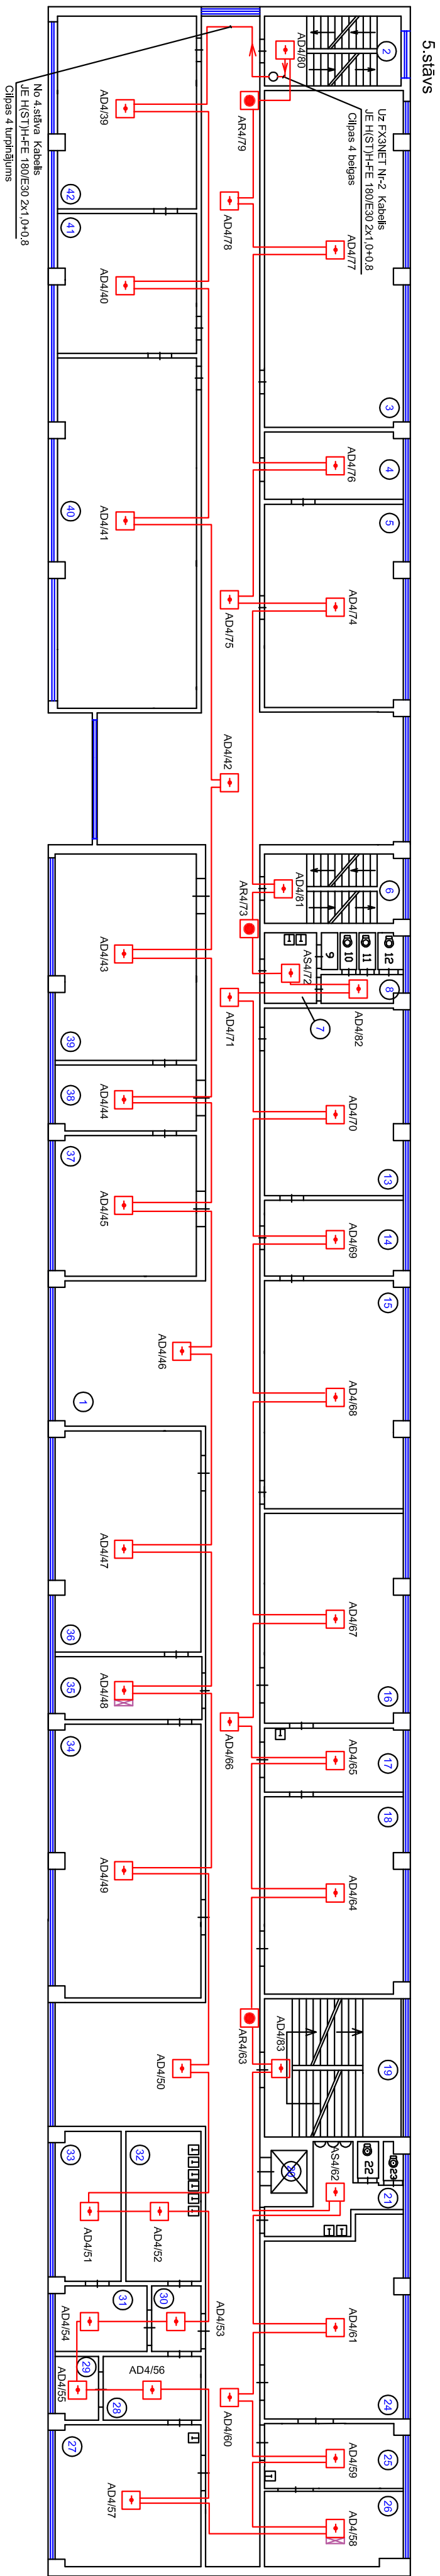 5.stāvs
Uz FX3NET Nr-2 Kabelis
JE H(ST)H-FE 180/E30 2x1,0+0,8
Cilpas 4 beigas
No 4.stāva Kabelis
JE H(ST)H-FE 180/E30 2x1,0+0,8
Cilpas 4 turpinājums
2
AD4/80
AR4/79
AD4/78
AD4/77
3
AD4/76
4
5
AD4/74
AD4/75
6
AD4/81
AR4/73
AS4/72
9
10
11
12
8
AD4/82
7
AD4/71
AD4/70
13
AD4/69
14
15
AD4/68
AD4/67
16
AD4/66
AD4/65
17
18
AD4/64
AR4/63
AD4/83
19
AS4/62
20
22
23
21
AD4/61
24
AD4/60
AD4/59
25
AD4/58
26
AD4/39
42
41
AD4/40
40
AD4/41
AD4/42
AD4/43
39
AD4/44
38
37
AD4/45
AD4/46
1
AD4/47
36
AD4/48
35
34
AD4/49
AD4/50
33
32
AD4/51
AD4/52
AD4/53
30
31
AD4/54
AD4/55
29
AD4/56
28
27
AD4/57